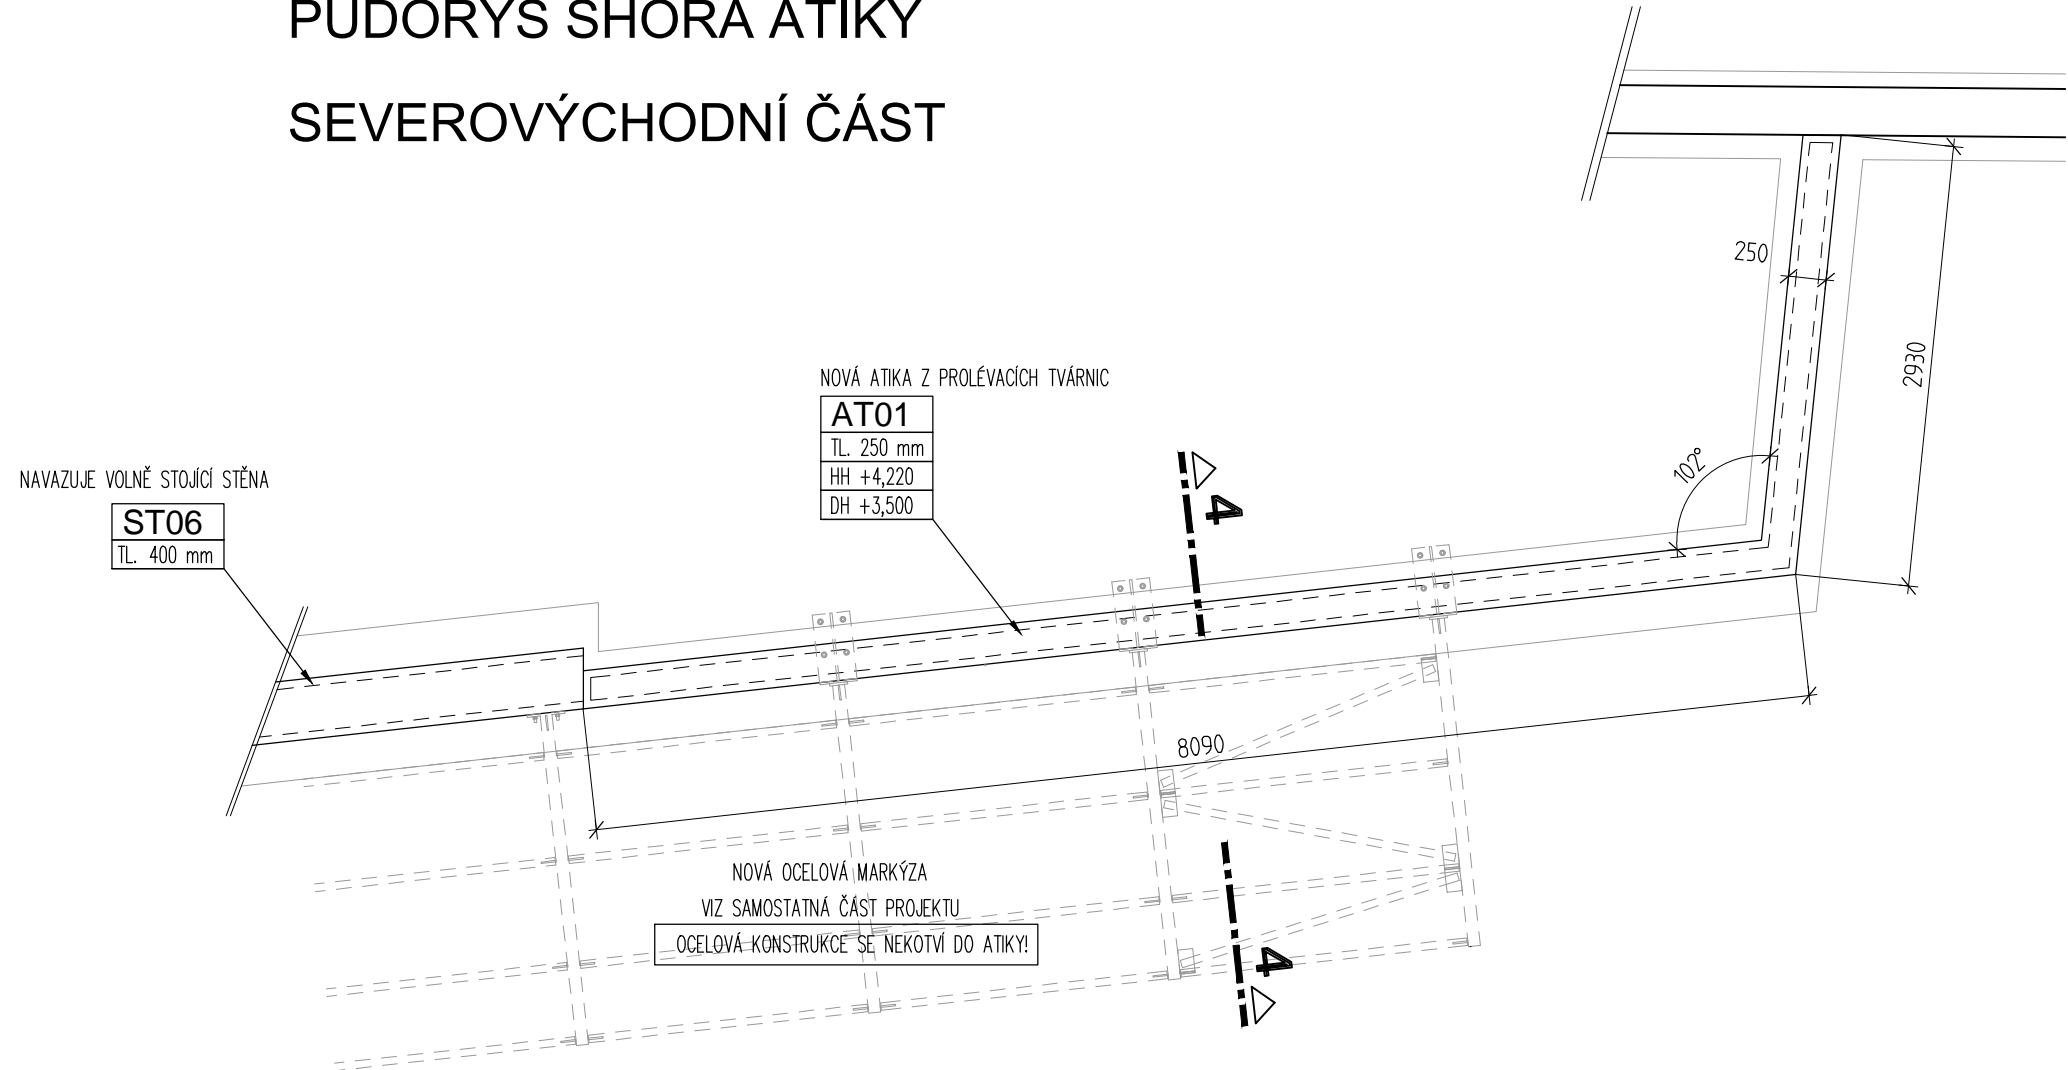 PŮDORYS SHORA ATIKY
SEVEROVÝCHODNÍ ČÁST
250
2930
102°
NOVÁ ATIKA Z PROLÉVACÍCH TVÁRNIC
AT01
TL. 250 mm
HH +4,220
DH +3,500
NAVAZUJE VOLNĚ STOJÍCÍ STĚNA
ST06
TL. 400 mm
4
8090
NOVÁ OCELOVÁ MARKÝZA
VIZ SAMOSTATNÁ ČÁST PROJEKTU
OCELOVÁ KONSTRUKCE SE NEKOTVÍ DO ATIKY!
4